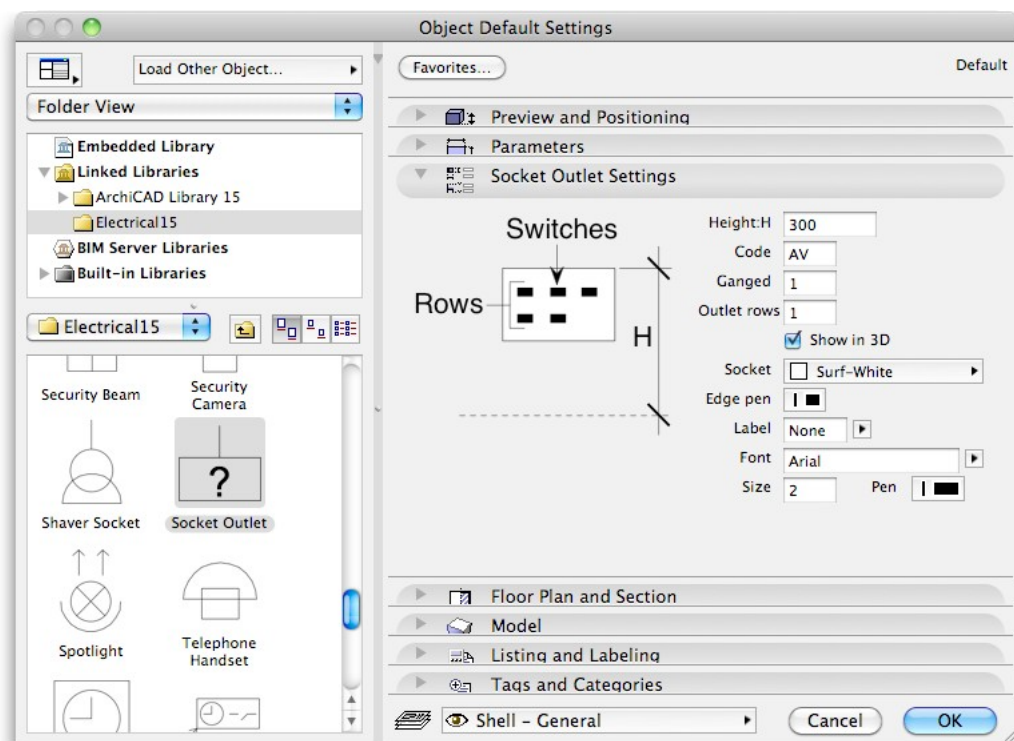 Object Default Settings
Load Other Object...
Folder View
Embedded Library
Linked Libraries
ArchiCAD Library 15
Electrical15
BIM Server Libraries
Built-in Libraries
Electrical15
Security Beam
Security
Camera
?
Shaver Socket
Socket Outlet
Spotlight
Telephone
Handset
Favorites...
Default
Preview and Positioning
Parameters
Socket Outlet Settings
Switches
Rows
H
Height:H 300
Code AV
Ganged 1
Outlet rows 1
Show in 3D
Socket Surf-White
Edge pen
Label None
Font Arial
Size 2 Pen
Floor Plan and Section
Model
Listing and Labeling
Tags and Categories
Shell - General
Cancel
OK